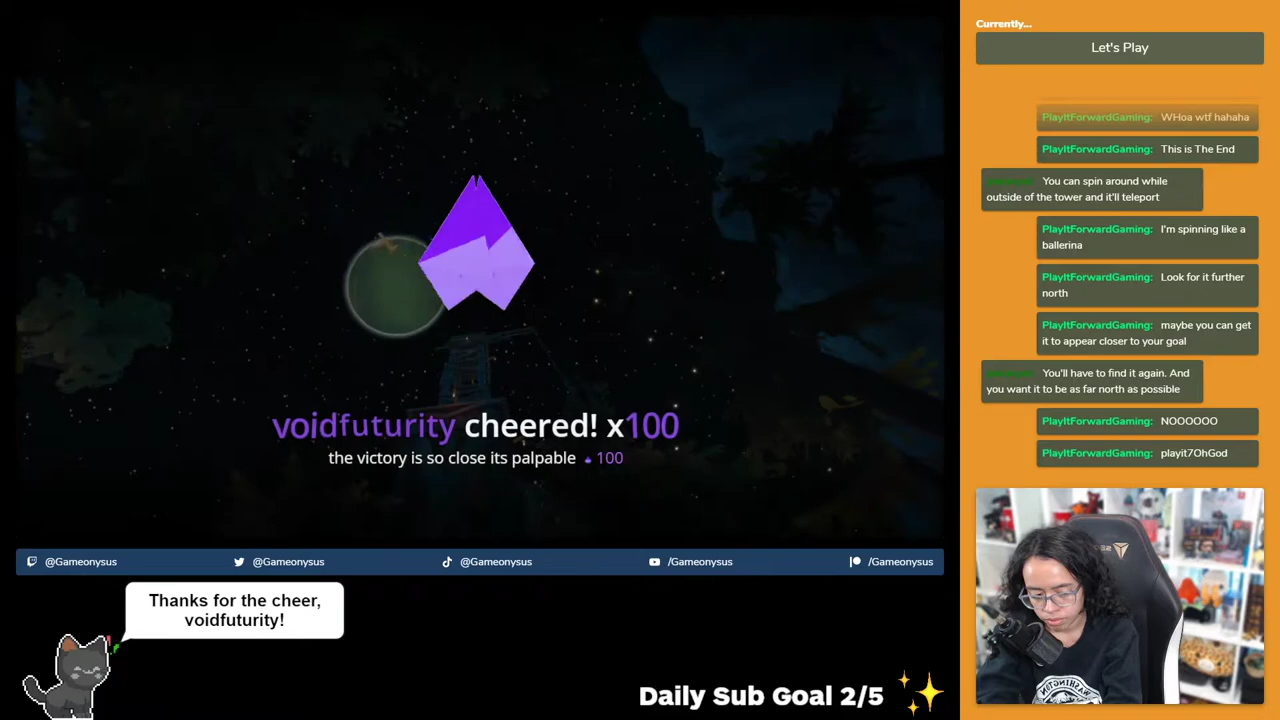 Currently...
Let's Play
PlayItForwardGaming: WHoa wtf hahaha
PlayItForwardGaming: This is The End
You can spin around while
outside of the tower and it'll teleport
PlayItForwardGaming: I'm spinning like a
ballerina
PlayItForwardGaming: Look for it further
north
PlayItForwardGaming: maybe you can get
it to appear closer to your goal
You'll have to find it again. And
you want it to be as far north as possible
PlayItForwardGaming: NOOOOOO
PlayItForwardGaming: playit7OhGod
voidfuturity cheered! x100
the victory is so close its palpable 100
@Gameonysus
@Gameonysus
@Gameonysus
/Gameonysus
/Gameonysus
Thanks for the cheer,
voidfuturity!
Daily Sub Goal 2/5